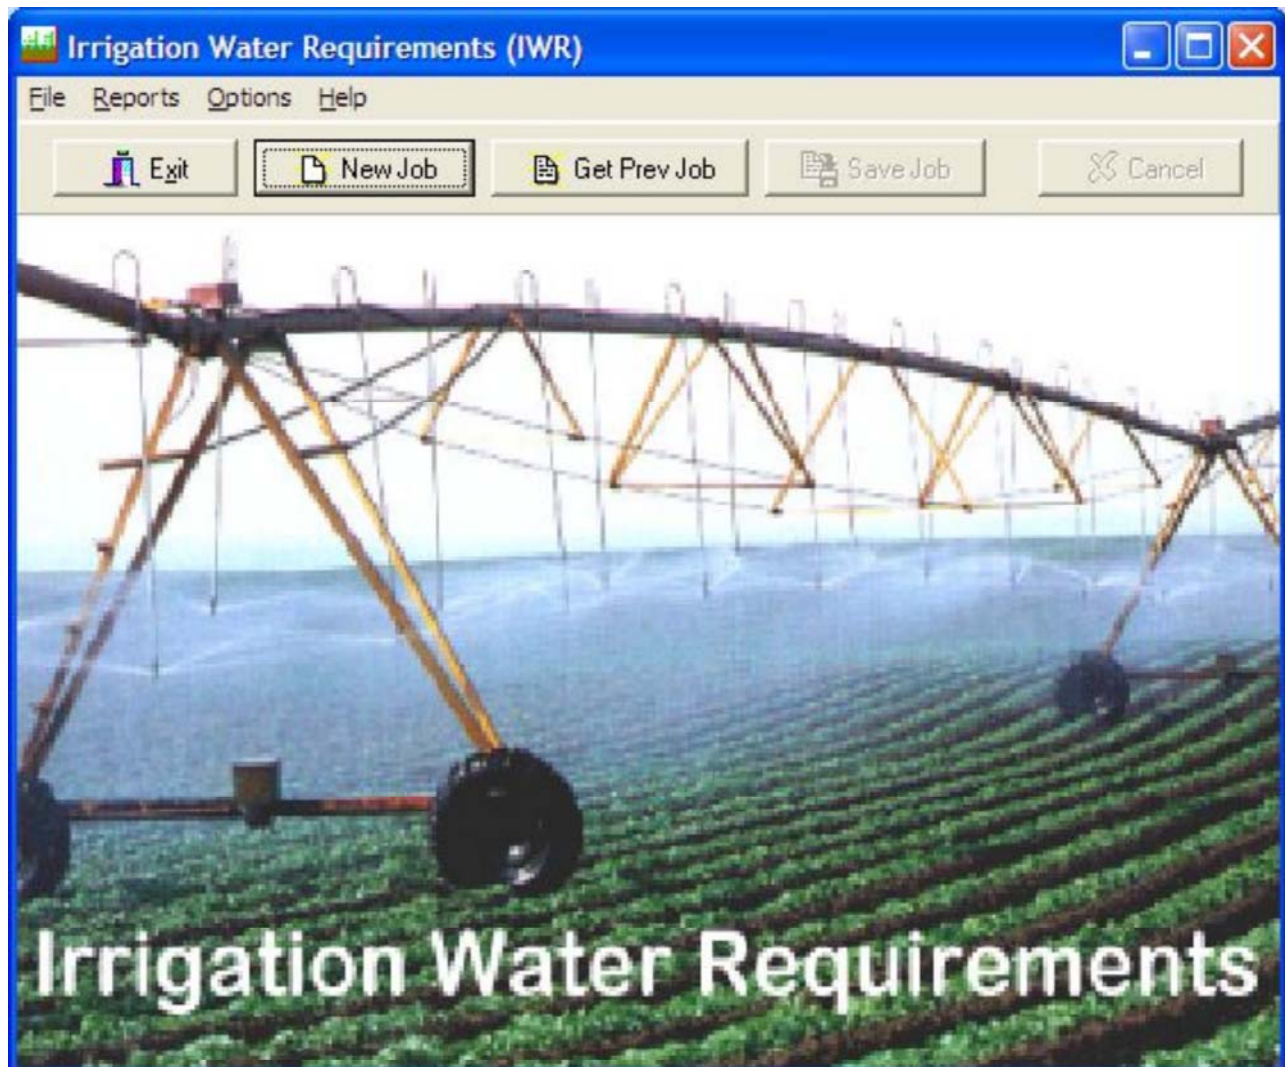 Irrigation Water Requirements (IWR)
File Reports Options Help
Exit New Job Get Prev Job Save Job Cancel
Irrigation Water Requirements